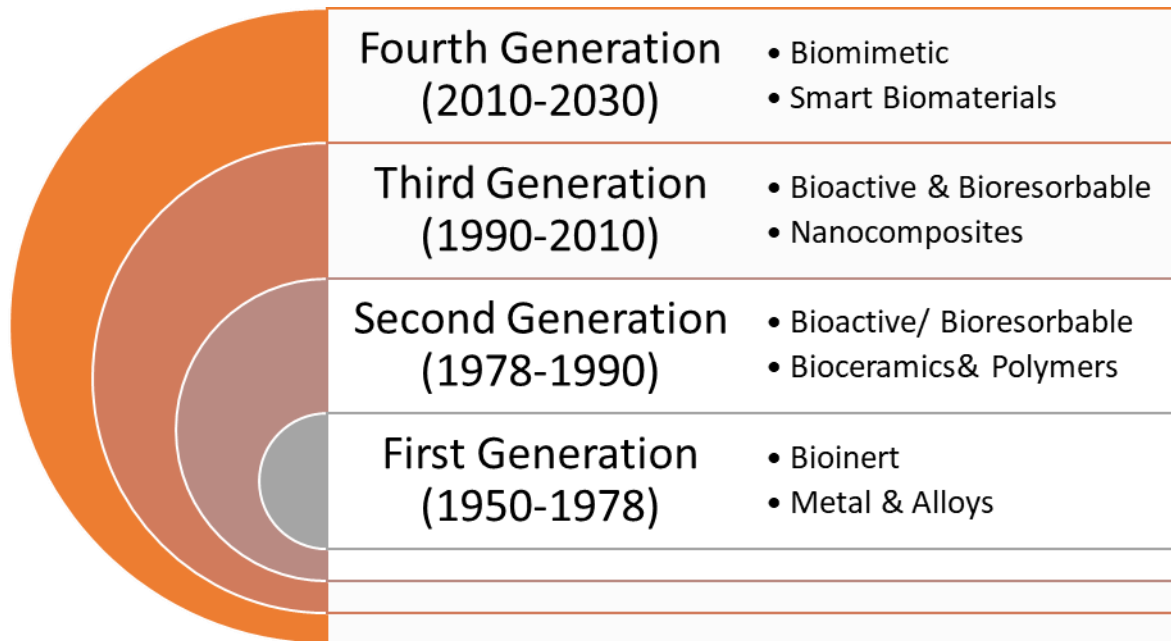 Fourth Generation
(2010-2030)
• Biomimetic
• Smart Biomaterials
Third Generation
(1990-2010)
• Bioactive & Bioresorbable
• Nanocomposites
Second Generation
(1978-1990)
• Bioactive/ Bioresorbable
• Bioceramics& Polymers
First Generation
(1950-1978)
• Bioinert
• Metal & Alloys